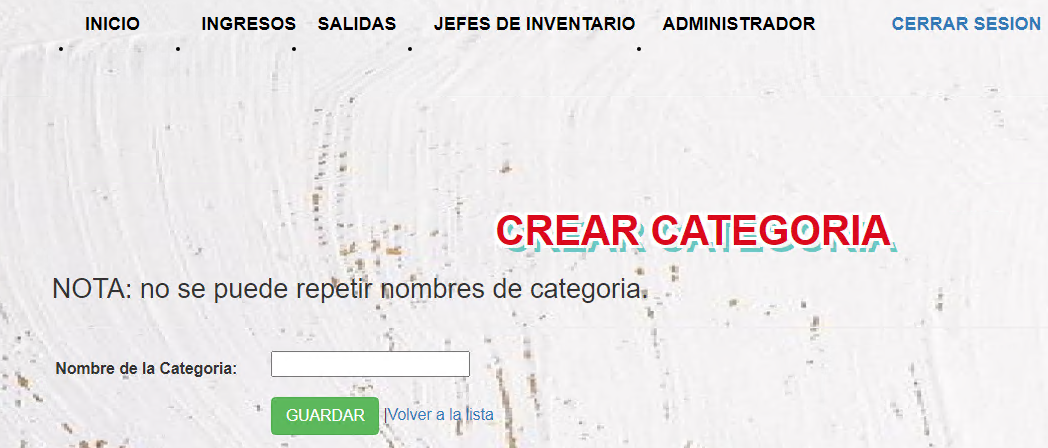 INICIO INGRESOS SALIDAS JEFES DE INVENTARIO ADMINISTRADOR CERRAR SESION
CREAR CATEGORIA
NOTA: no se puede repetir nombres de categoria.
Nombre de la Categoria:
GUARDAR |Volver a la lista